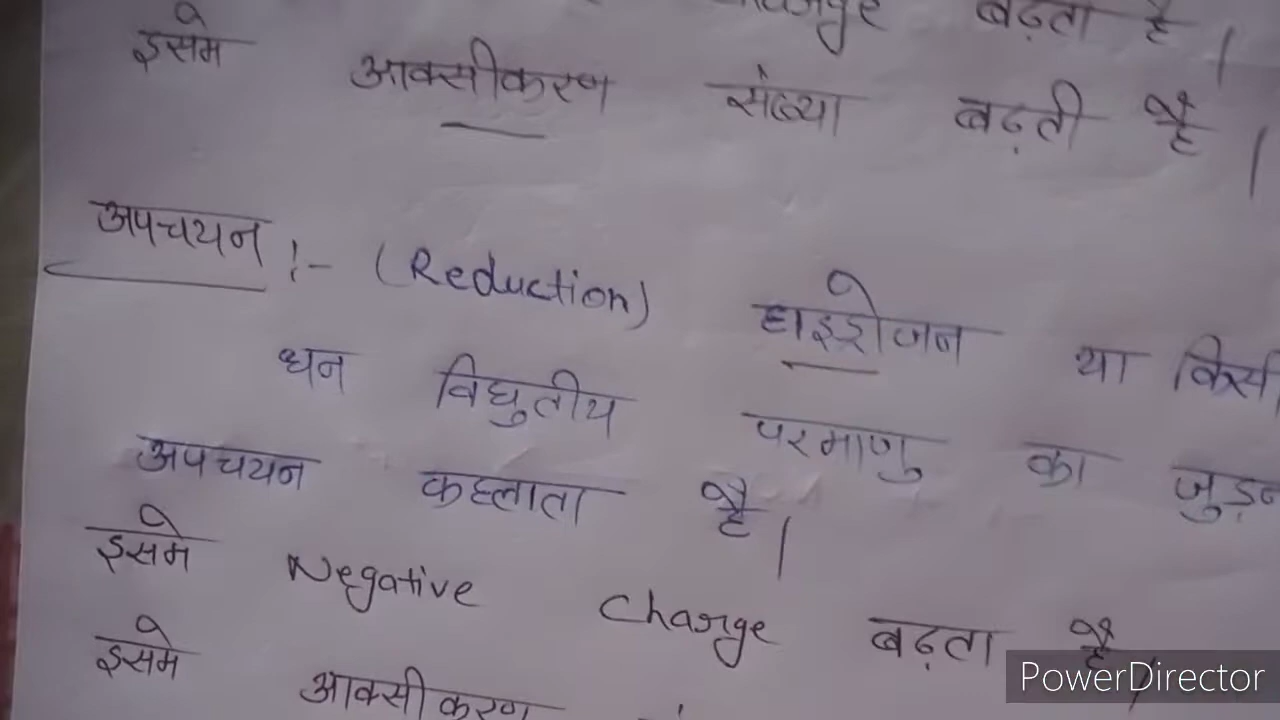 बढ़ता है।
इसमे आक्सीकरण संख्या बढ़ती है।
अपचयन :- (Reduction) हाइड्रोजन या किसी
धन विघुतीय परमाणु का
अपचयन कहलाता है।
इसमे Negative Charge बढ़ता है
इसमे आक्सीकरण
PowerDirector